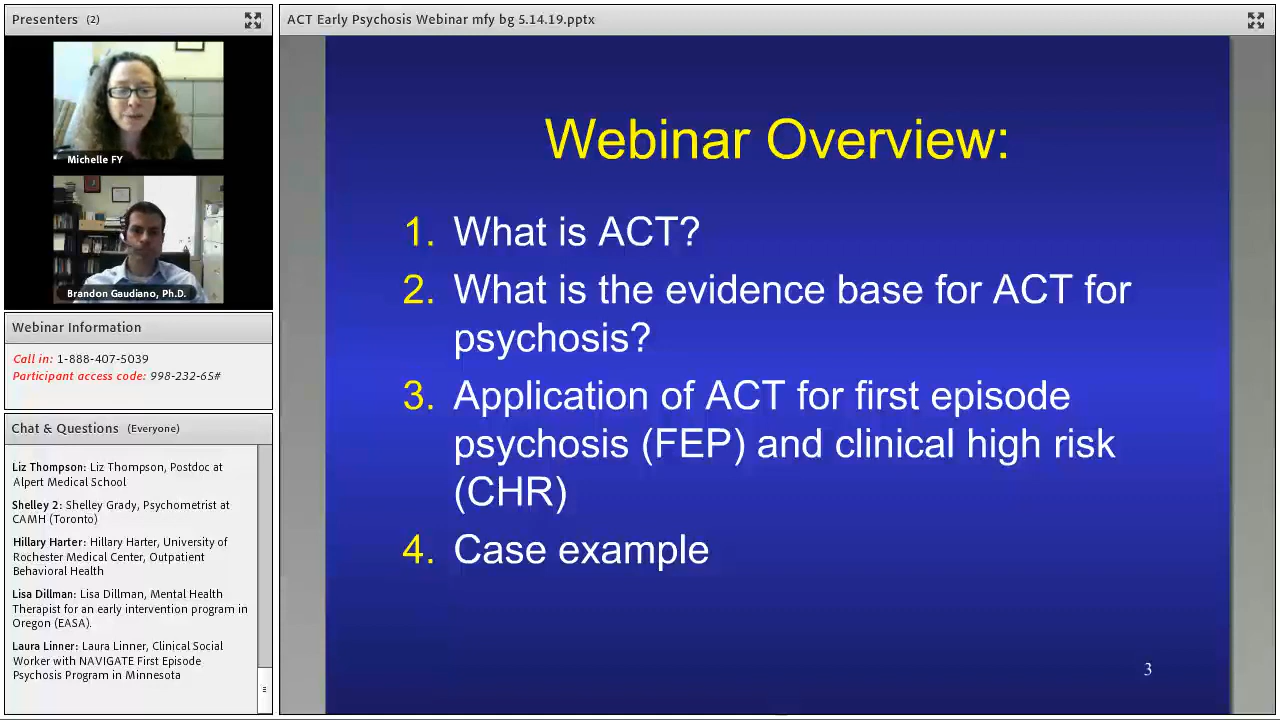 Presenters (2)
Michelle FY
Brandon Gaudiano, Ph.D.
Webinar Information
Call in: 1-888-407-5039
Participant access code: 998-232-65#
Chat & Questions (Everyone)
Liz Thompson: Liz Thompson, Postdoc at
Alpert Medical School
Shelley 2: Shelley Grady, Psychometrist at
CAMH (Toronto)
Hillary Harter: Hillary Harter, University of
Rochester Medical Center, Outpatient
Behavioral Health
Lisa Dillman: Lisa Dillman, Mental Health
Therapist for an early intervention program in
Oregon (EASA).
Laura Linner: Laura Linner, Clinical Social
Worker with NAVIGATE First Episode
Psychosis Program in Minnesota
ACT Early Psychosis Webinar mfy bg 5.14.19.pptx
Webinar Overview:
1. What is ACT?
2. What is the evidence base for ACT for
psychosis?
3. Application of ACT for first episode
psychosis (FEP) and clinical high risk
(CHR)
4. Case example
3